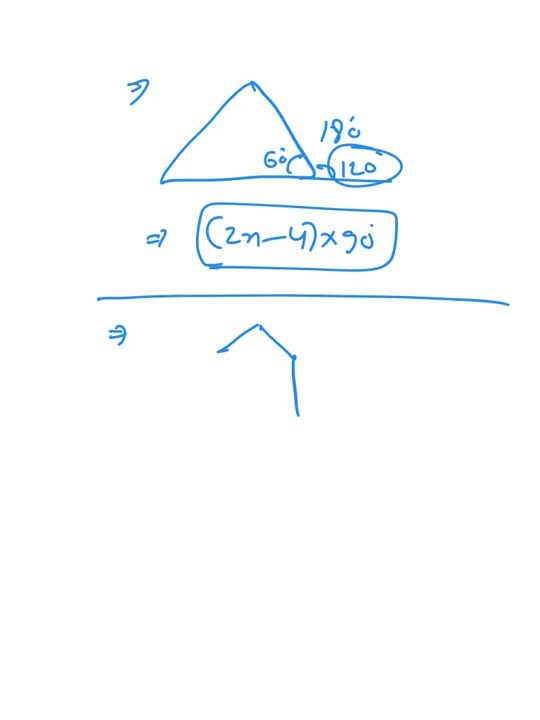 ⇒
180°
60° 120
⇒ (2n-4)x90°
⇒